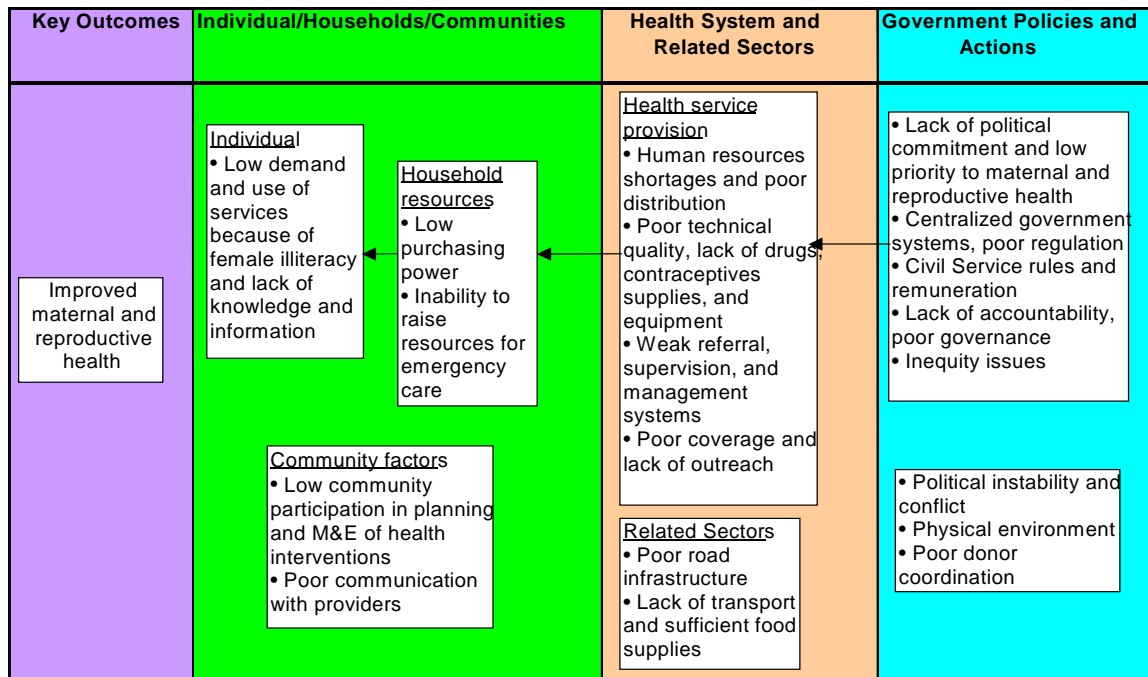 Key Outcomes
Individual/Households/Communities
Health System and
Related Sectors
Government Policies and
Actions
Improved
maternal and
reproductive
health
Individual
• Low demand
and use of
services
because of
female illiteracy
and lack of
knowledge and
information
Household
resources
• Low
purchasing
power
• Inability to
raise
resources for
emergency
care
Community factors
• Low community
participation in planning
and M&E of health
interventions
• Poor communication
with providers
Health service
provision
• Human resources
shortages and poor
distribution
• Poor technical
quality, lack of drugs,
contraceptives
supplies, and
equipment
• Weak referral,
supervision, and
management
systems
• Poor coverage and
lack of outreach
Related Sectors
• Poor road
infrastructure
• Lack of transport
and sufficient food
supplies
• Lack of political
commitment and low
priority to maternal and
reproductive health
• Centralized government
systems, poor regulation
• Civil Service rules and
remuneration
• Lack of accountability,
poor governance
• Inequity issues
• Political instability and
conflict
• Physical environment
• Poor donor
coordination